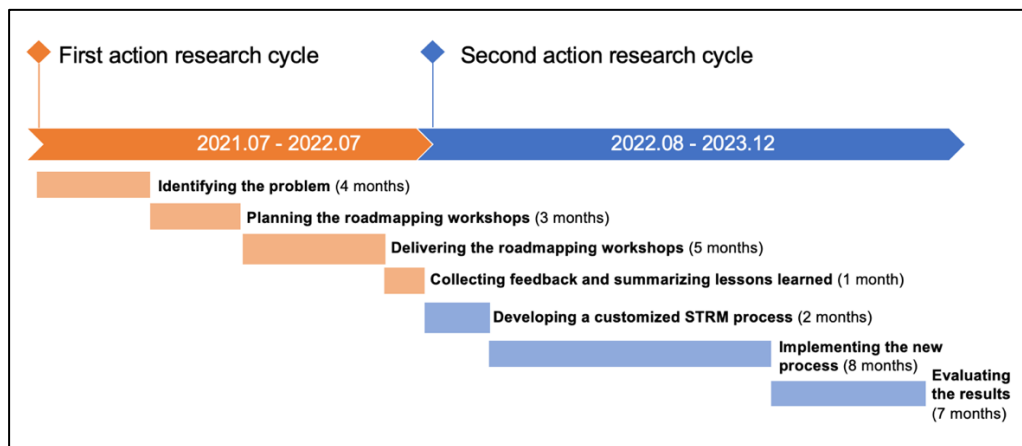 First action research cycle
Second action research cycle
2021.07 - 2022.07
2022.08 - 2023.12
Identifying the problem (4 months)
Planning the roadmapping workshops (3 months)
Delivering the roadmapping workshops (5 months)
Collecting feedback and summarizing lessons learned (1 month)
Developing a customized STRM process (2 months)
Implementing the new
process (8 months)
Evaluating
the results
(7 months)